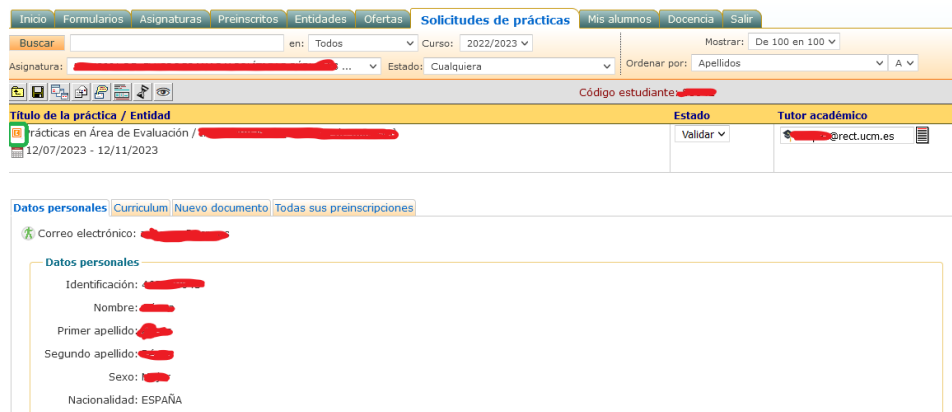 Inicio Formularios Asignaturas Preinscritos Entidades Ofertas Solicitudes de prácticas Mis alumnos Docencia Salir
Buscar en: Todos Curso: 2022/2023 Mostrar: De 100 en 100
Asignatura: ... Estado: Cualquiera Ordenar por: Apellidos A
Código estudiante:
Título de la práctica / Entidad Estado Tutor académico
Prácticas en Área de Evaluación / Validar @rect.ucm.es
12/07/2023 - 12/11/2023
Datos personales Curriculum Nuevo documento Todas sus preinscripciones
Correo electrónico:
Datos personales
Identificación:
Nombre:
Primer apellido:
Segundo apellido:
Sexo:
Nacionalidad: ESPAÑA